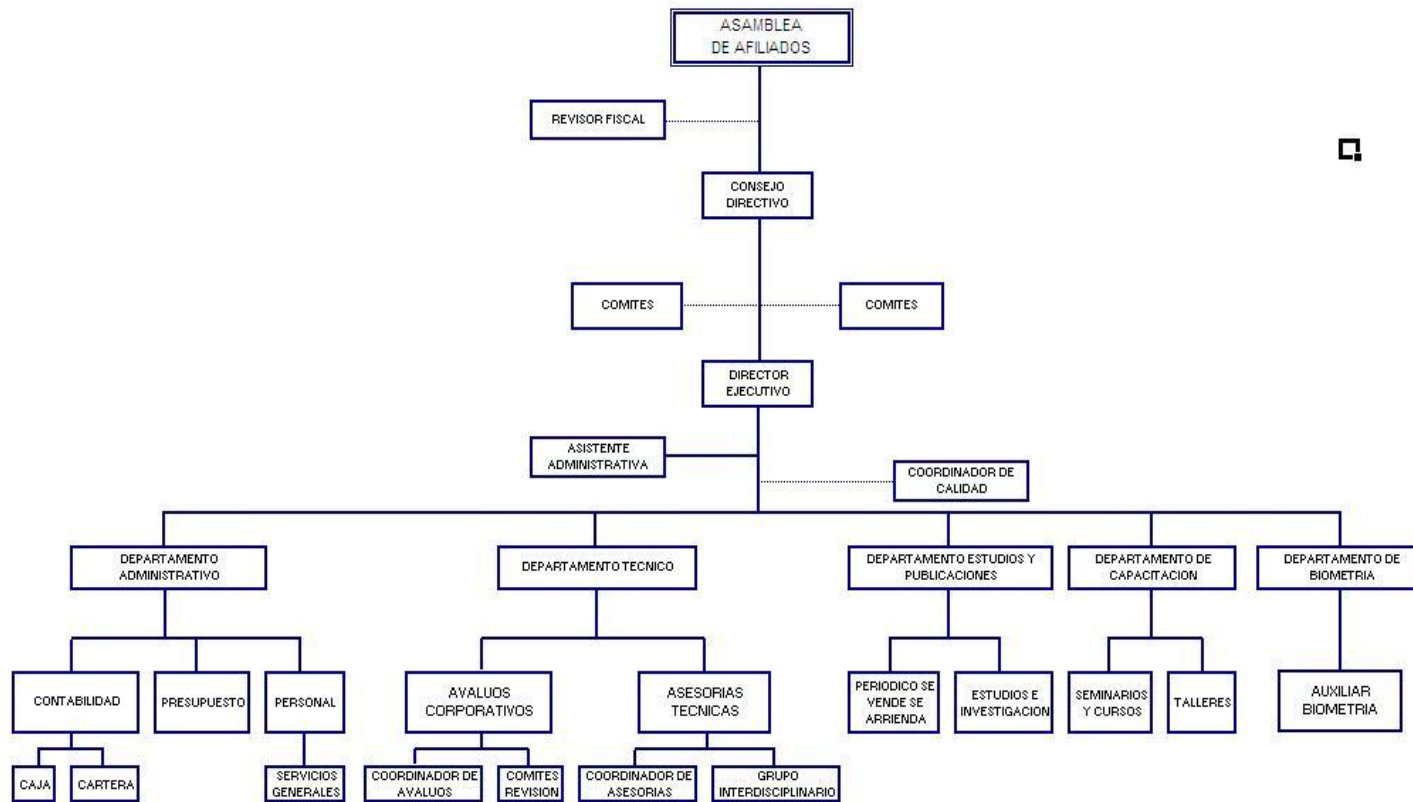 ASAMBLEA
DE AFILIADOS
REVISOR FISCAL
CONSEJO
DIRECTIVO
COMITES
COMITES
DIRECTOR
EJECUTIVO
ASISTENTE
ADMINISTRATIVA
COORDINADOR DE
CALIDAD
DEPARTAMENTO
ADMINISTRATIVO
DEPARTAMENTO TECNICO
DEPARTAMENTO ESTUDIOS Y
PUBLICACIONES
DEPARTAMENTO DE
CAPACITACION
DEPARTAMENTO DE
BIOMETRIA
CONTABILIDAD
PRESUPUESTO
PERSONAL
AVALUOS
CORPORATIVOS
ASESORIAS
TECNICAS
PERIODICO SE
VENDE SE
ARRIENDA
ESTUDIOS E
INVESTIGACION
SEMINARIOS
Y CURSOS
TALLERES
AUXILIAR
BIOMETRIA
CAJA
CARTERA
SERVICIOS
GENERALES
COORDINADOR DE
AVALUOS
COMITES
REVISION
COORDINADOR DE
ASESORIAS
GRUPO
INTERDISCIPLINARIO